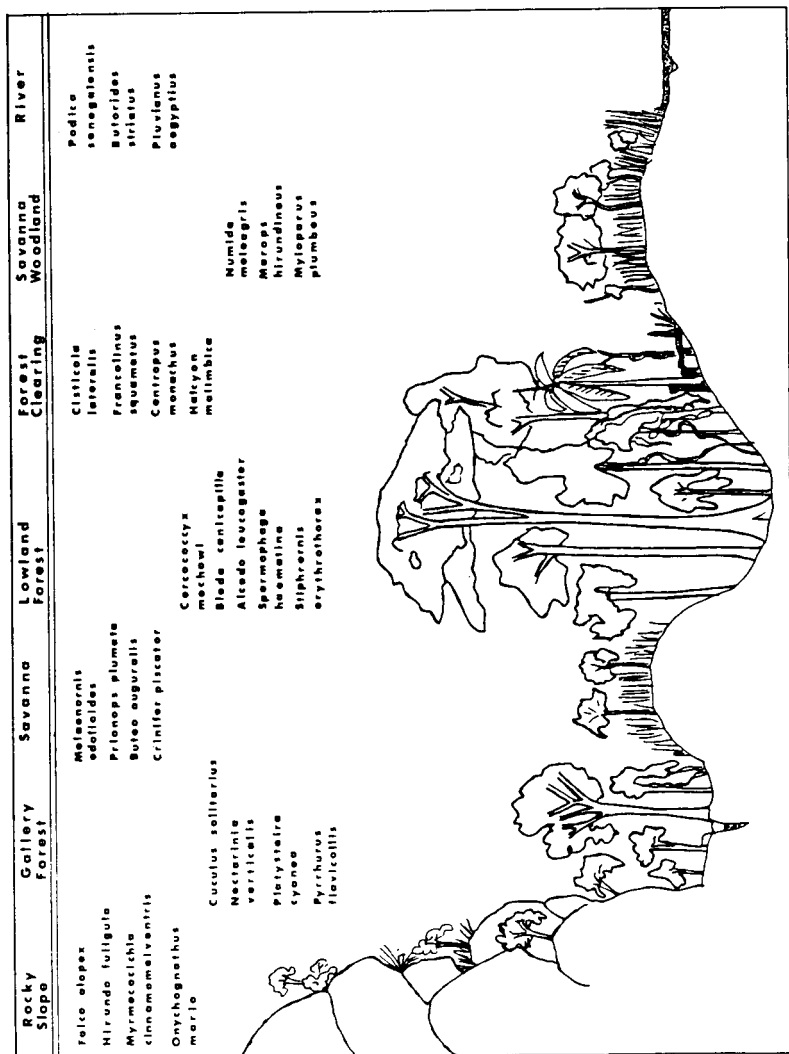 Rocky
Slope
Gallery
Forest
Savanna
Lowland
Forest
Forest
Clearing
Savanna
Woodland
River
Falco alopex
Hirundo fuligula
Myrmecocichla
cinnamomeiventris
Onychognathus
morio
Cuculus solitarius
Nectarinia
verticalis
Platysteira
cyanea
Pyrrhurus
flavicollis
Melaenornis
edolioides
Prionops plumata
Buteo auguralis
Crinifer piscator
Cercococcyx
mechowi
Bleda canicapilla
Alcedo leucogaster
Spermophaga
haematina
Stiphrornis
erythrothorax
Cisticola
lateralis
Francolinus
squamatus
Centropus
monachus
Halcyon
malimbica
Numida
meleagris
Merops
hirundineus
Myioparus
plumbeus
Podica
senegalensis
Butorides
striatus
Pluvianus
aegyptius